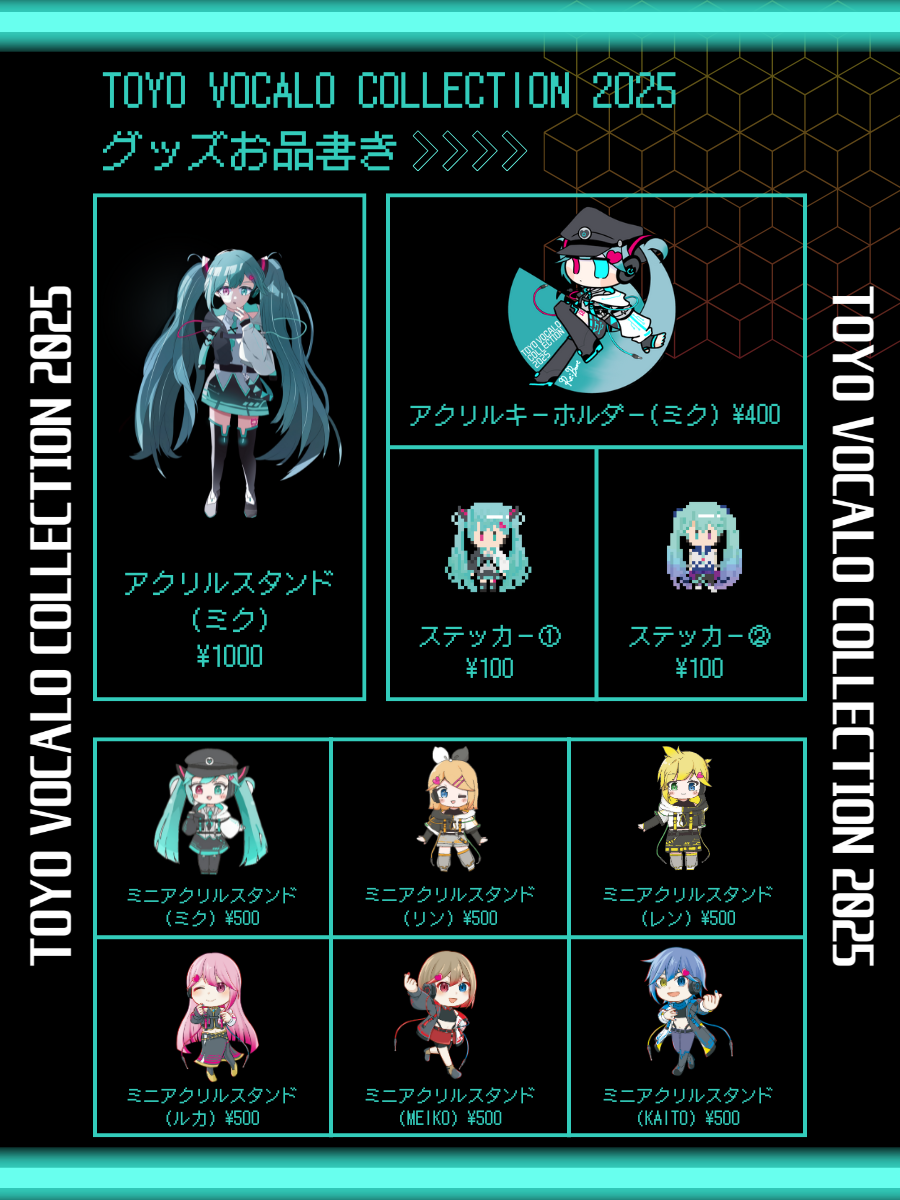 TOYO VOCALO COLLECTION 2025
グッズお品書き
TOYO VOCALO COLLECTION 2025
TOYO VOCALO COLLECTION 2025
アクリルスタンド
(ミク)
¥1000
TOYO VOCALO
COLLECTION
2025
アクリルキーホルダー(ミク) ¥400
ステッカー①
¥100
ステッカー②
¥100
ミニアクリルスタンド
(ミク) ¥500
ミニアクリルスタンド
(リン) ¥500
ミニアクリルスタンド
(レン) ¥500
ミニアクリルスタンド
(ルカ) ¥500
ミニアクリルスタンド
(MEIKO) ¥500
ミニアクリルスタンド
(KAITO) ¥500